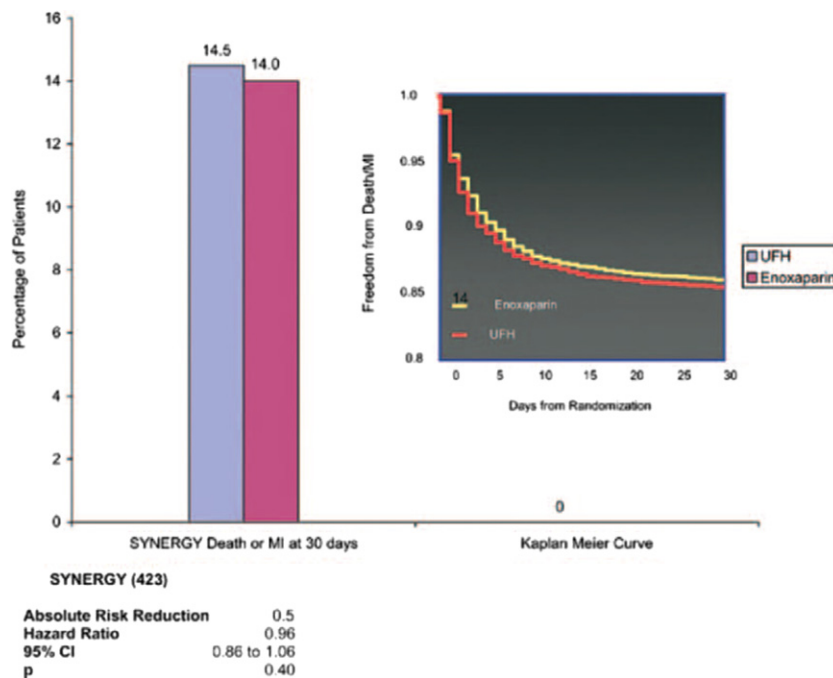 16
14
12
10
8
6
4
2
0
Percentage of Patients
14.5
14.0
1.0
0.95
0.9
0.85
0.8
Freedom from Death/MI
14
Enoxaparin
UFH
0 5 10 15 20 25 30
Days from Randomization
UFH
Enoxaparin
0
SYNERGY Death or MI at 30 days
Kaplan Meier Curve
SYNERGY (423)
Absolute Risk Reduction 0.5
Hazard Ratio 0.96
95% CI 0.86 to 1.06
p 0.40